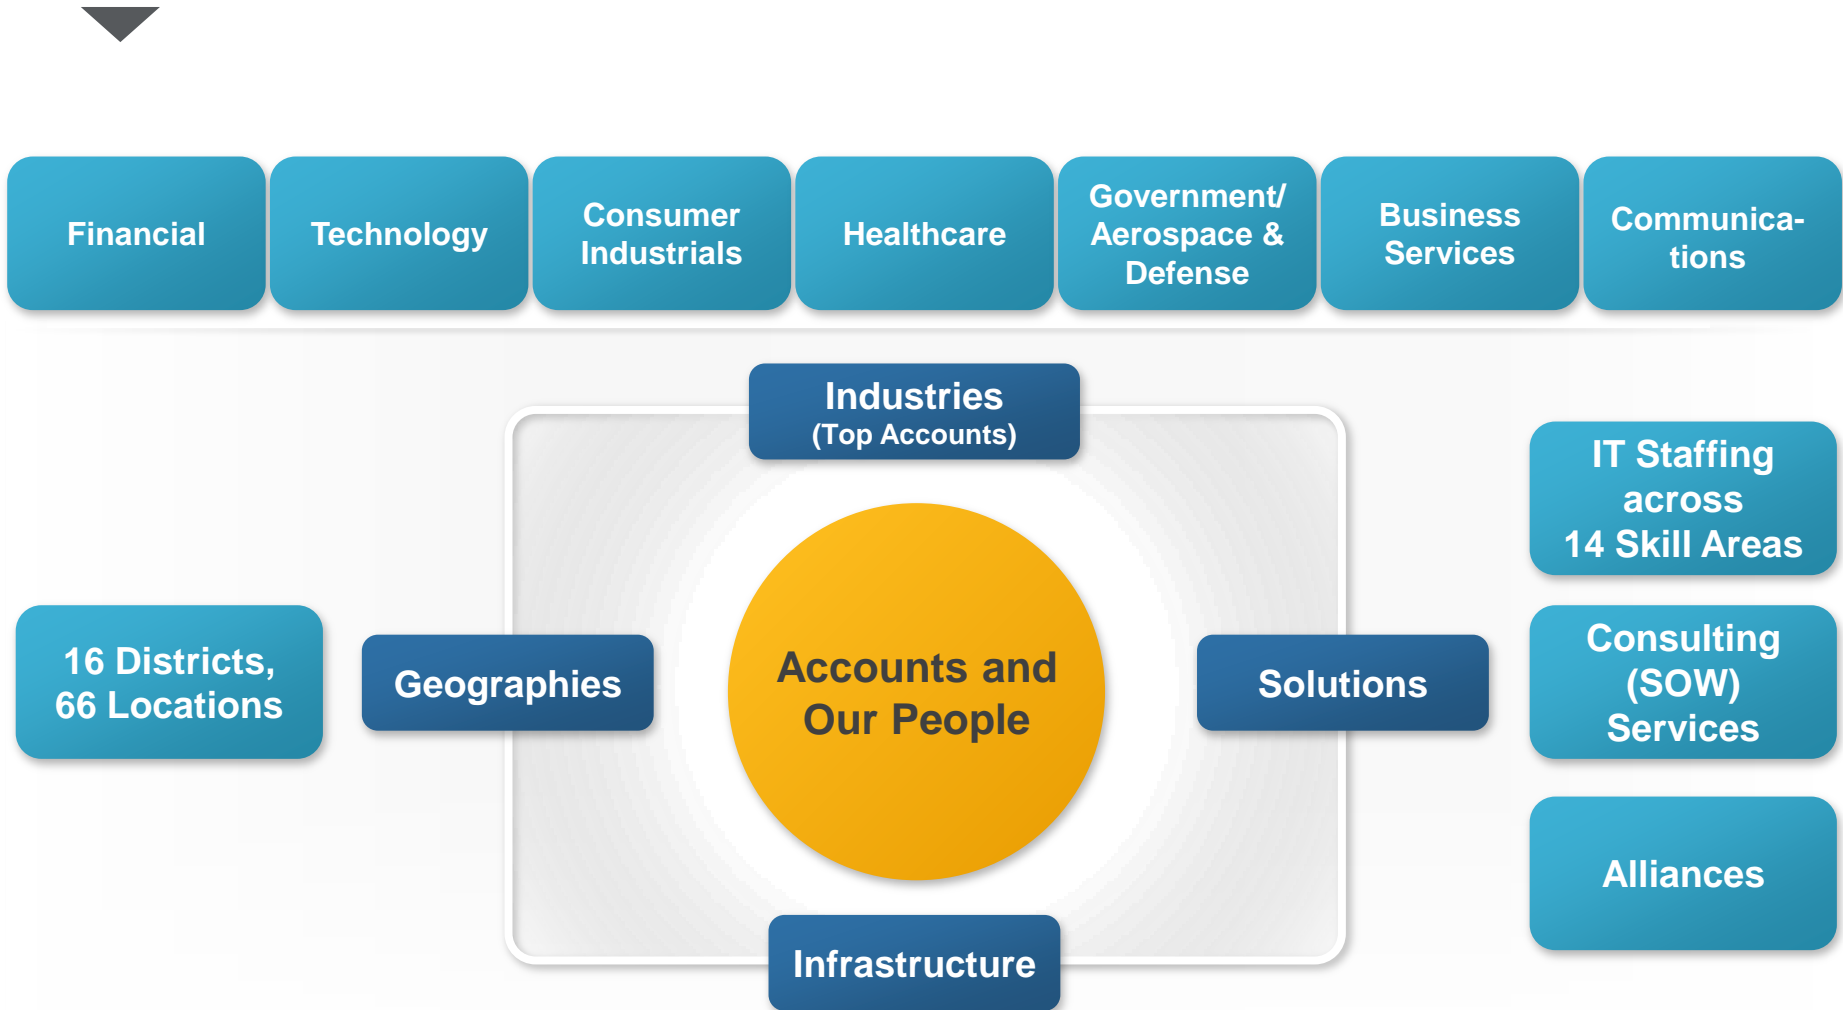 Financial
Technology
Consumer
Industrials
Healthcare
Government/
Aerospace &
Defense
Business
Services
Communica-
tions
Industries
(Top Accounts)
IT Staffing
across
14 Skill Areas
16 Districts,
66 Locations
Geographies
Accounts and
Our People
Solutions
Consulting
(SOW)
Services
Alliances
Infrastructure